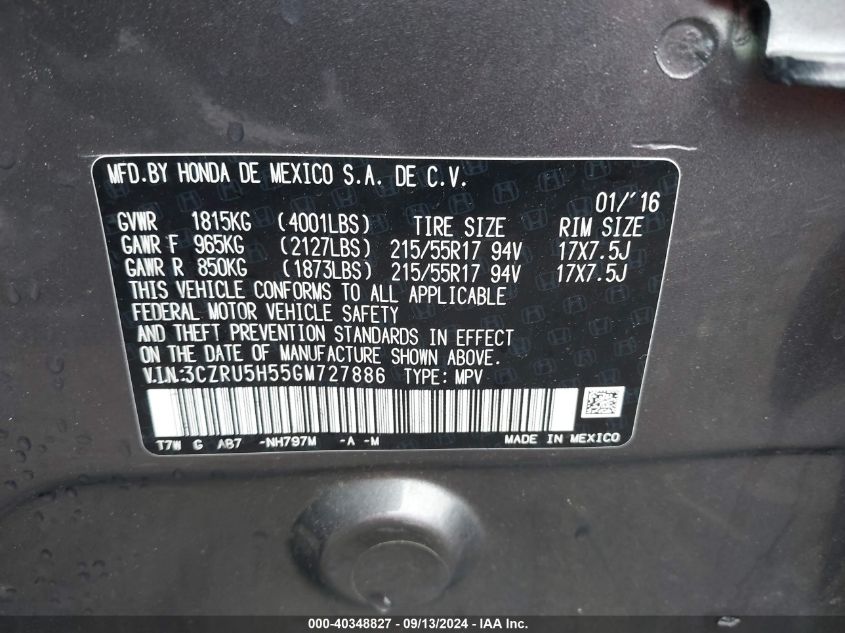 MFD.BY HONDA DE MEXICO S.A. DE C.V.
01/'16
GVWR 1815KG (4001LBS) TIRE SIZE RIM SIZE
GAWR F 965KG (2127LBS) 215/55R17 94V 17X7.5J
GAWR R 850KG (1873LBS) 215/55R17 94V 17X7.5J
THIS VEHICLE CONFORMS TO ALL APPLICABLE
FEDERAL MOTOR VEHICLE SAFETY
AND THEFT PREVENTION STANDARDS IN EFFECT
ON THE DATE OF MANUFACTURE SHOWN ABOVE.
V.I.N.:3CZRU5H55GM727886 TYPE: MPV
T7W G AB7 -NH797M -A -M MADE IN MEXICO
000-40348827 - 09/13/2024 - IAA Inc.